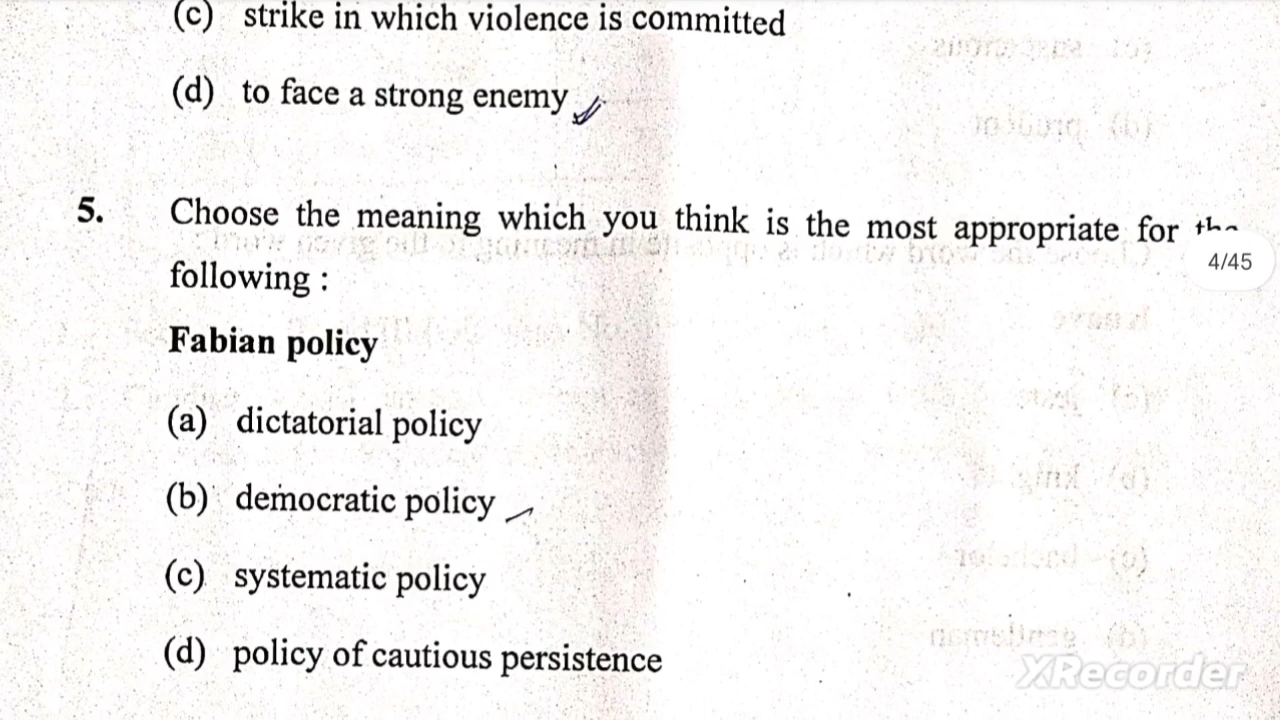 (c) strike in which violence is committed
(d) to face a strong enemy
5. Choose the meaning which you think is the most appropriate for the
4/45
following :
Fabian policy
(a) dictatorial policy
(b) democratic policy
(c) systematic policy
(d) policy of cautious persistence
XRecorder